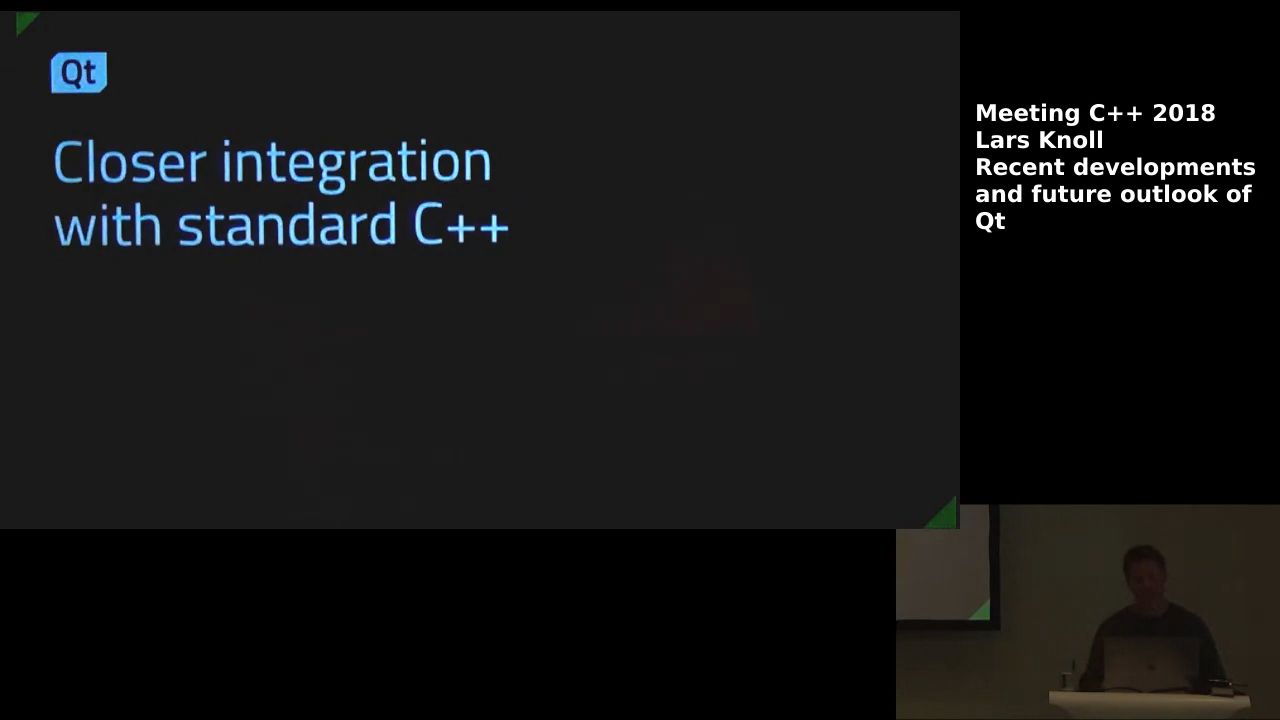 Qt
Closer integration
with standard C++
Meeting C++ 2018
Lars Knoll
Recent developments
and future outlook of
Qt